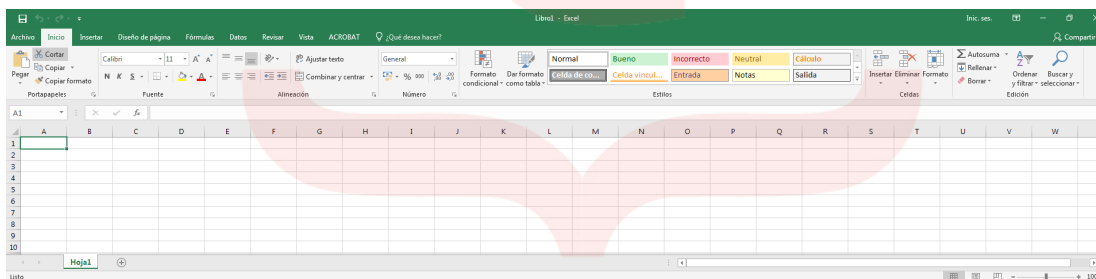 Libro1 - Excel
Inic. ses.
Archivo Inicio Insertar Diseño de página Fórmulas Datos Revisar Vista ACROBAT ¿Qué desea hacer? Compartir
Cortar
Copiar
Copiar formato
Pegar
Portapapeles
Calibri 11
N K S
Fuente
Ajustar texto
Combinar y centrar
Alineación
General
% 000
Número
Formato condicional
Dar formato como tabla
Normal Bueno Incorrecto Neutral Cálculo
Celda de co... Celda vincul... Entrada Notas Salida
Estilos
Insertar Eliminar Formato
Celdas
Autosuma
Rellenar
Borrar
Ordenar y filtrar
Buscar y seleccionar
Edición
A1 fx
A B C D E F G H I J K L M N O P Q R S T U V W
1
2
3
4
5
6
7
8
9
10
Hoja1
Listo
100